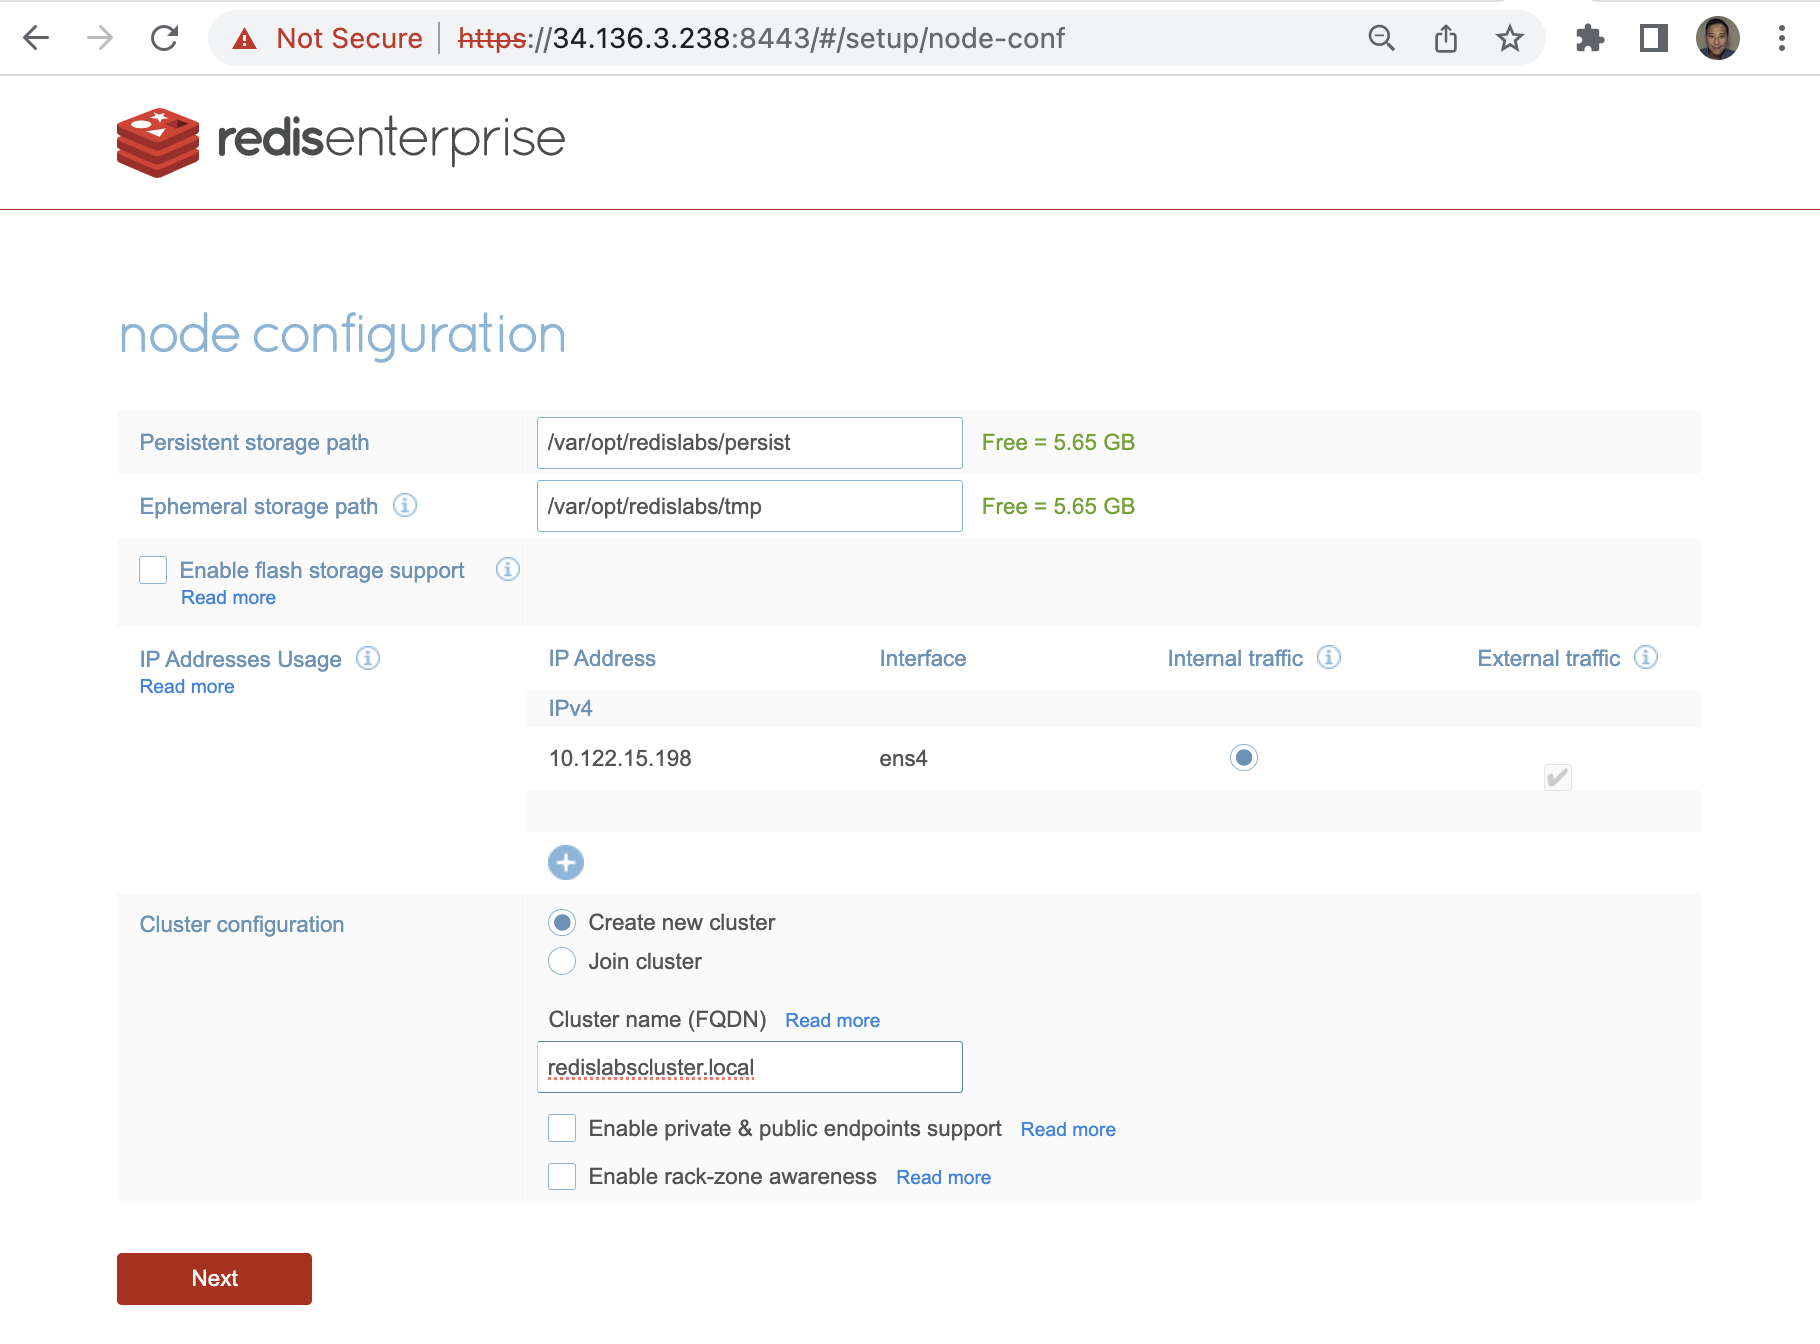 Not Secure https://34.136.3.238:8443/#/setup/node-conf
redisenterprise
node configuration
Persistent storage path /var/opt/redislabs/persist Free = 5.65 GB
Ephemeral storage path /var/opt/redislabs/tmp Free = 5.65 GB
Enable flash storage support
Read more
IP Addresses Usage IP Address Interface Internal traffic External traffic
Read more
IPv4
10.122.15.198 ens4
Cluster configuration Create new cluster
Join cluster
Cluster name (FQDN) Read more
redislabscluster.local
Enable private & public endpoints support Read more
Enable rack-zone awareness Read more
Next